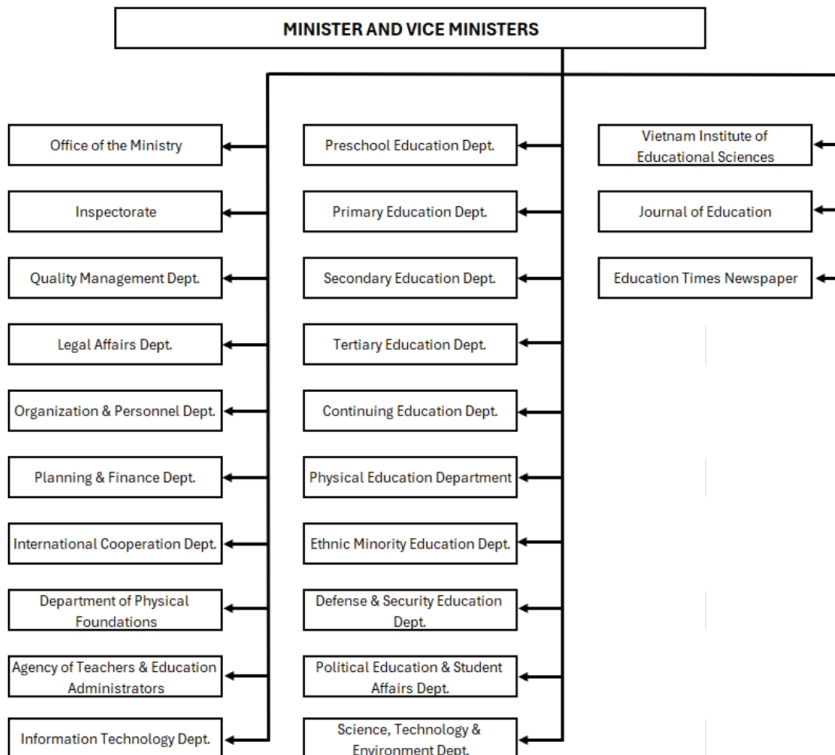 MINISTER AND VICE MINISTERS
Office of the Ministry
Inspectorate
Quality Management Dept.
Legal Affairs Dept.
Organization & Personnel Dept.
Planning & Finance Dept.
International Cooperation Dept.
Department of Physical
Foundations
Agency of Teachers & Education
Administrators
Information Technology Dept.
Preschool Education Dept.
Primary Education Dept.
Secondary Education Dept.
Tertiary Education Dept.
Continuing Education Dept.
Physical Education Department
Ethnic Minority Education Dept.
Defense & Security Education
Dept.
Political Education & Student
Affairs Dept.
Science, Technology &
Environment Dept.
Vietnam Institute of
Educational Sciences
Journal of Education
Education Times Newspaper